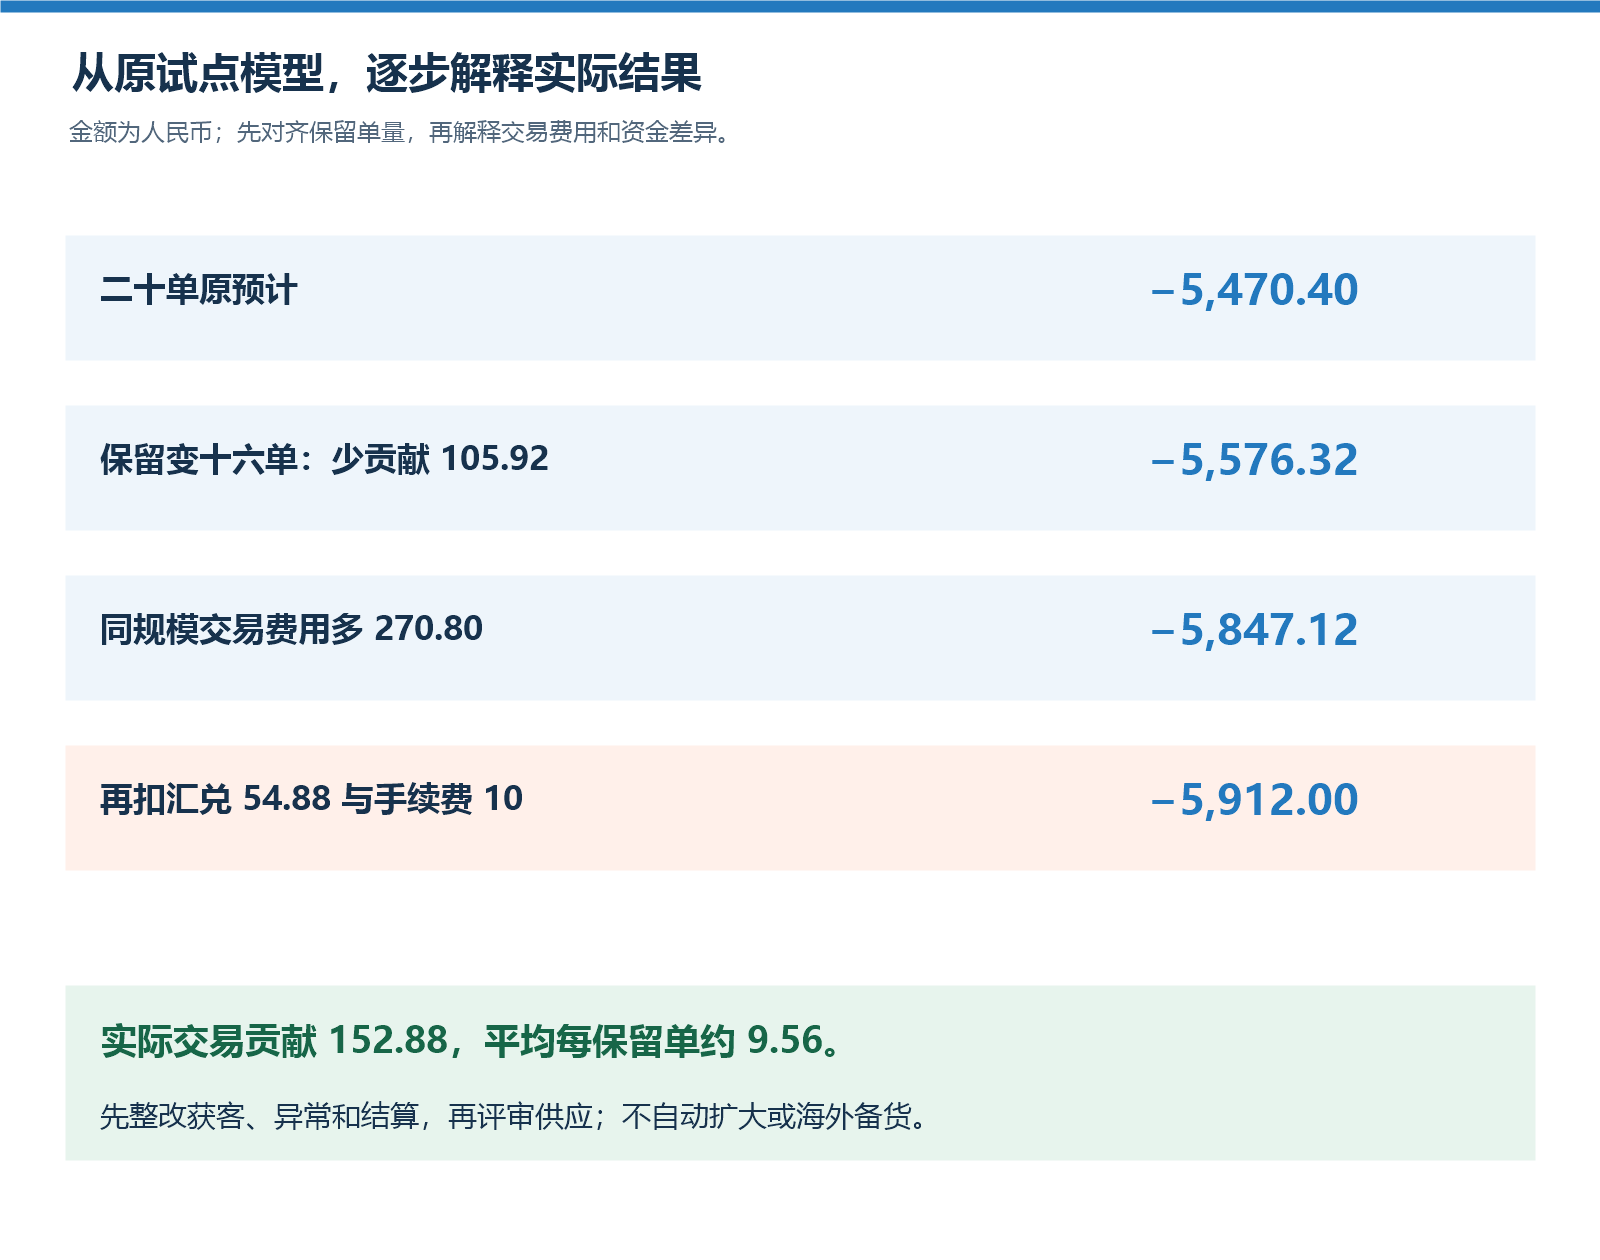 从原试点模型，逐步解释实际结果
金额为人民币；先对齐保留单量，再解释交易费用和资金差异。
二十单原预计
−5,470.40
保留变十六单：少贡献 105.92
−5,576.32
同规模交易费用多 270.80
−5,847.12
再扣汇兑 54.88 与手续费 10
−5,912.00
实际交易贡献 152.88，平均每保留单约 9.56。
先整改获客、异常和结算，再评审供应；不自动扩大或海外备货。